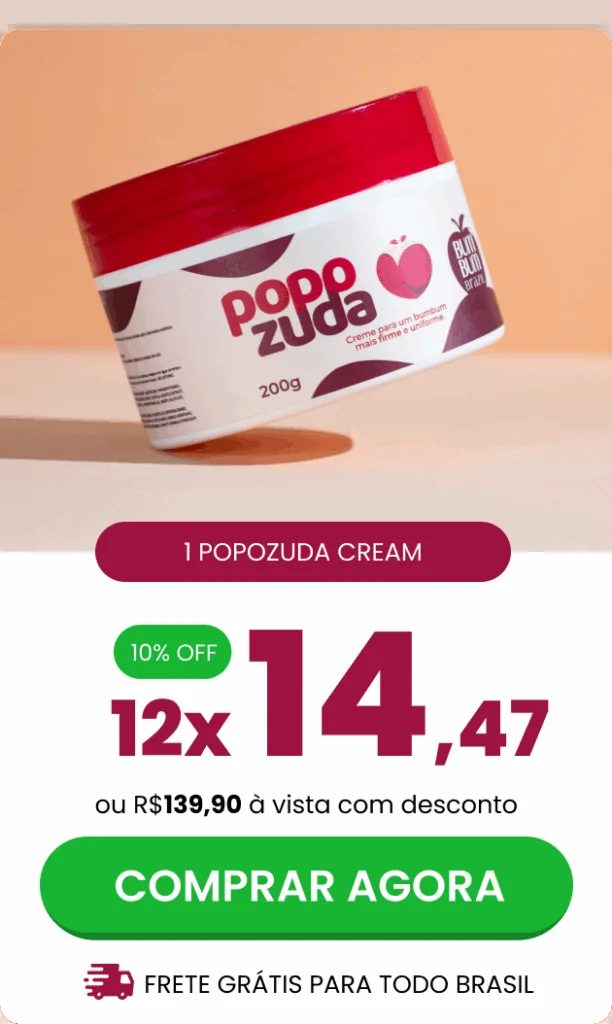 popo
zuda
Creme para um bumbum
mais firme e uniforme.
BUM
BUM
Brazil
200g
1 POPOZUDA CREAM
10% OFF
12x 14,47
ou R$139,90 à vista com desconto
COMPRAR AGORA
FRETE GRÁTIS PARA TODO BRASIL